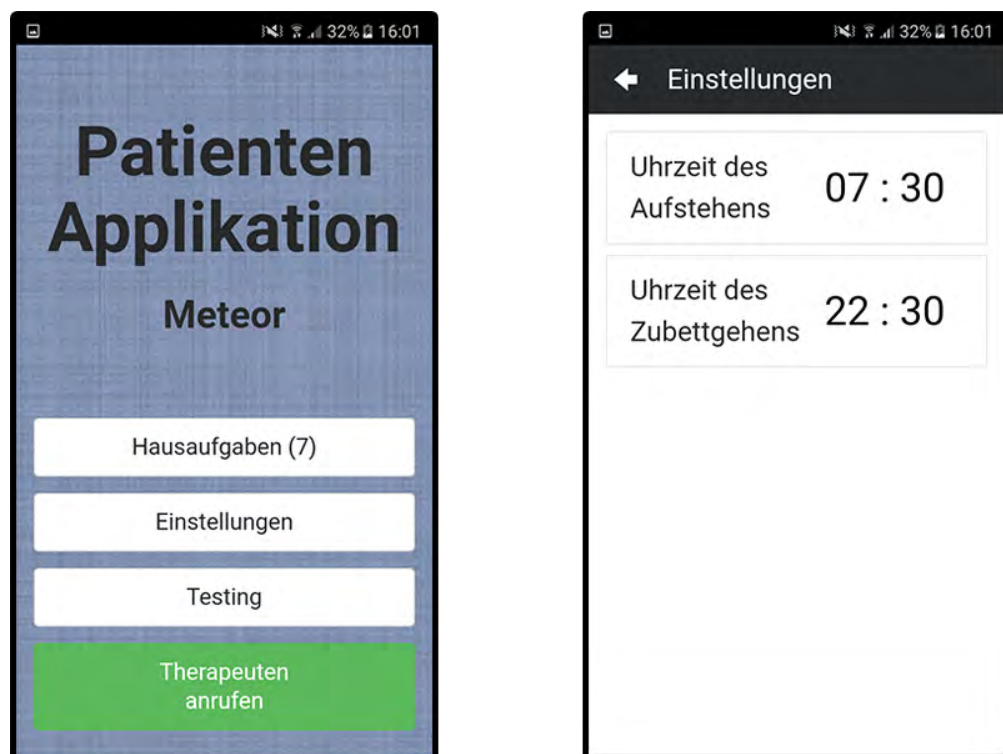 32% 16:01
Patienten
Applikation
Meteor
Hausaufgaben (7)
Einstellungen
Testing
Therapeuten
anrufen
32% 16:01
Einstellungen
Uhrzeit des
Aufstehens
07 : 30
Uhrzeit des
Zubettgehens
22 : 30